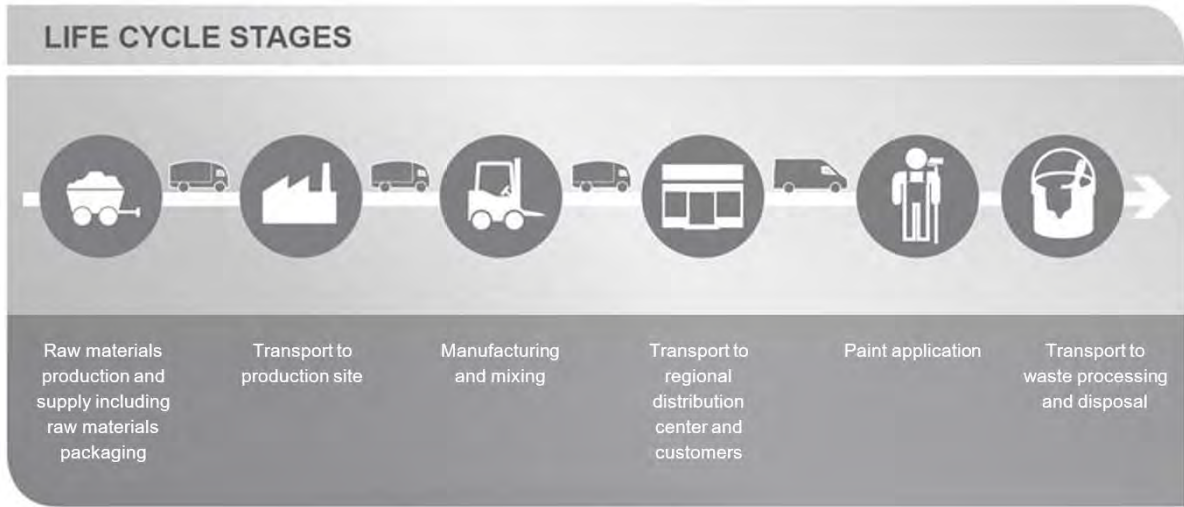 LIFE CYCLE STAGES
Raw materials
production and
supply including
raw materials
packaging
Transport to
production site
Manufacturing
and mixing
Transport to
regional
distribution
center and
customers
Paint application
Transport to
waste processing
and disposal